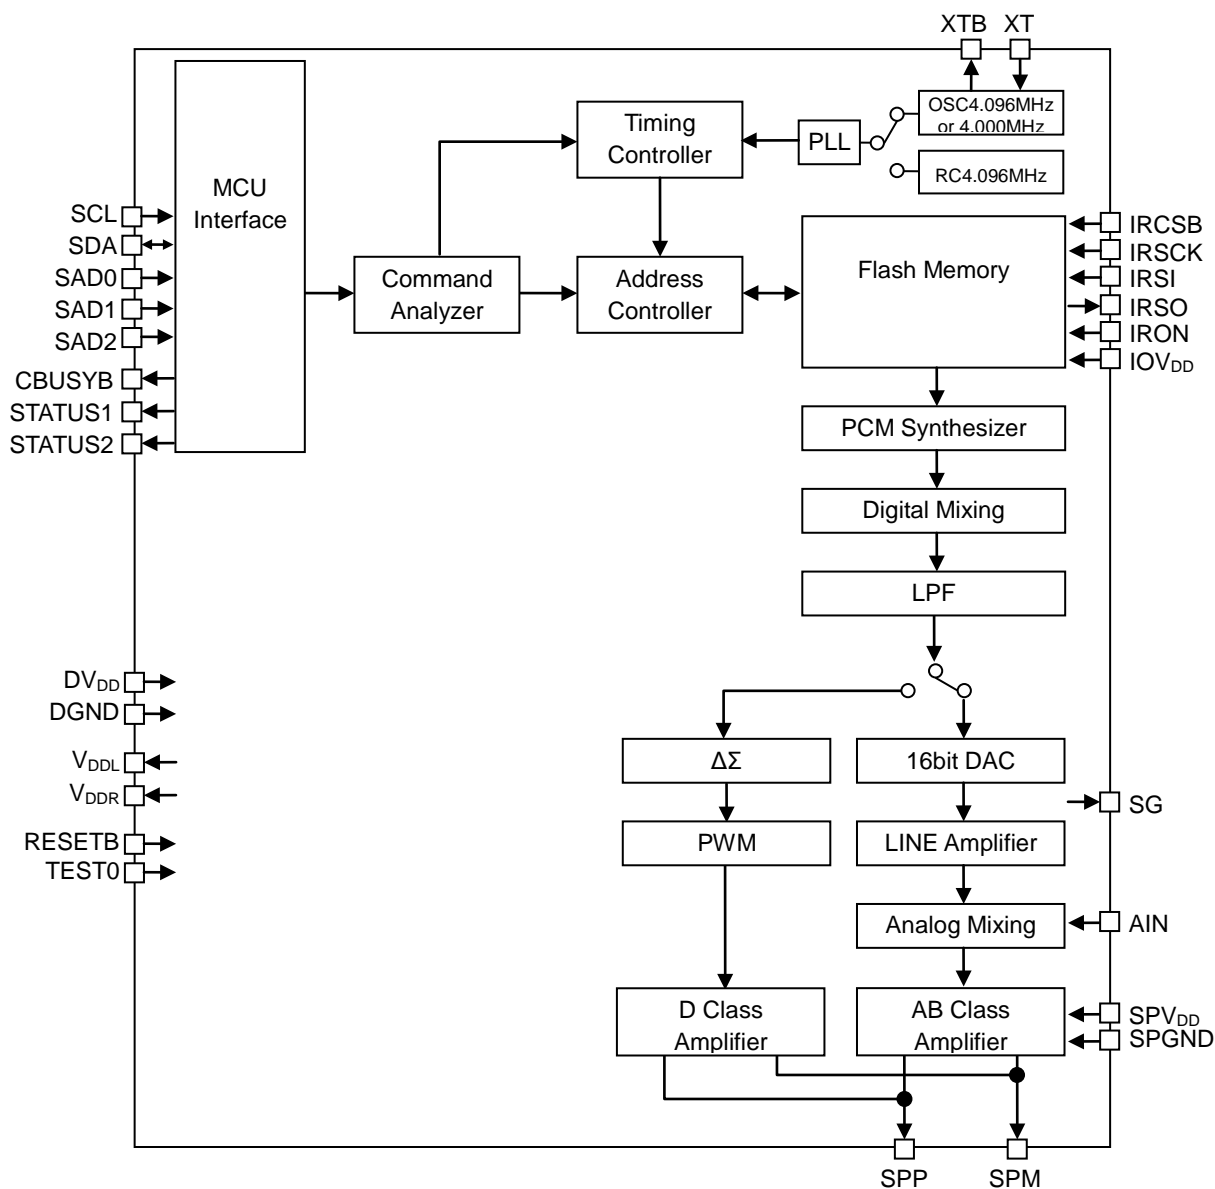 XTB XT
OSC4.096MHz
or 4.000MHz
Timing
Controller
PLL
RC4.096MHz
MCU
Interface
SCL
SDA
SAD0
SAD1
SAD2
CBUSYB
STATUS1
STATUS2
Command
Analyzer
Address
Controller
Flash Memory
IRCSB
IRSCK
IRSI
IRSO
IRON
IOVDD
PCM Synthesizer
Digital Mixing
LPF
DVDD
DGND
VDDL
VDDR
RESETB
TEST0
ΔΣ
16bit DAC
SG
PWM
LINE Amplifier
Analog Mixing
AIN
D Class
Amplifier
AB Class
Amplifier
SPVDD
SPGND
SPP SPM